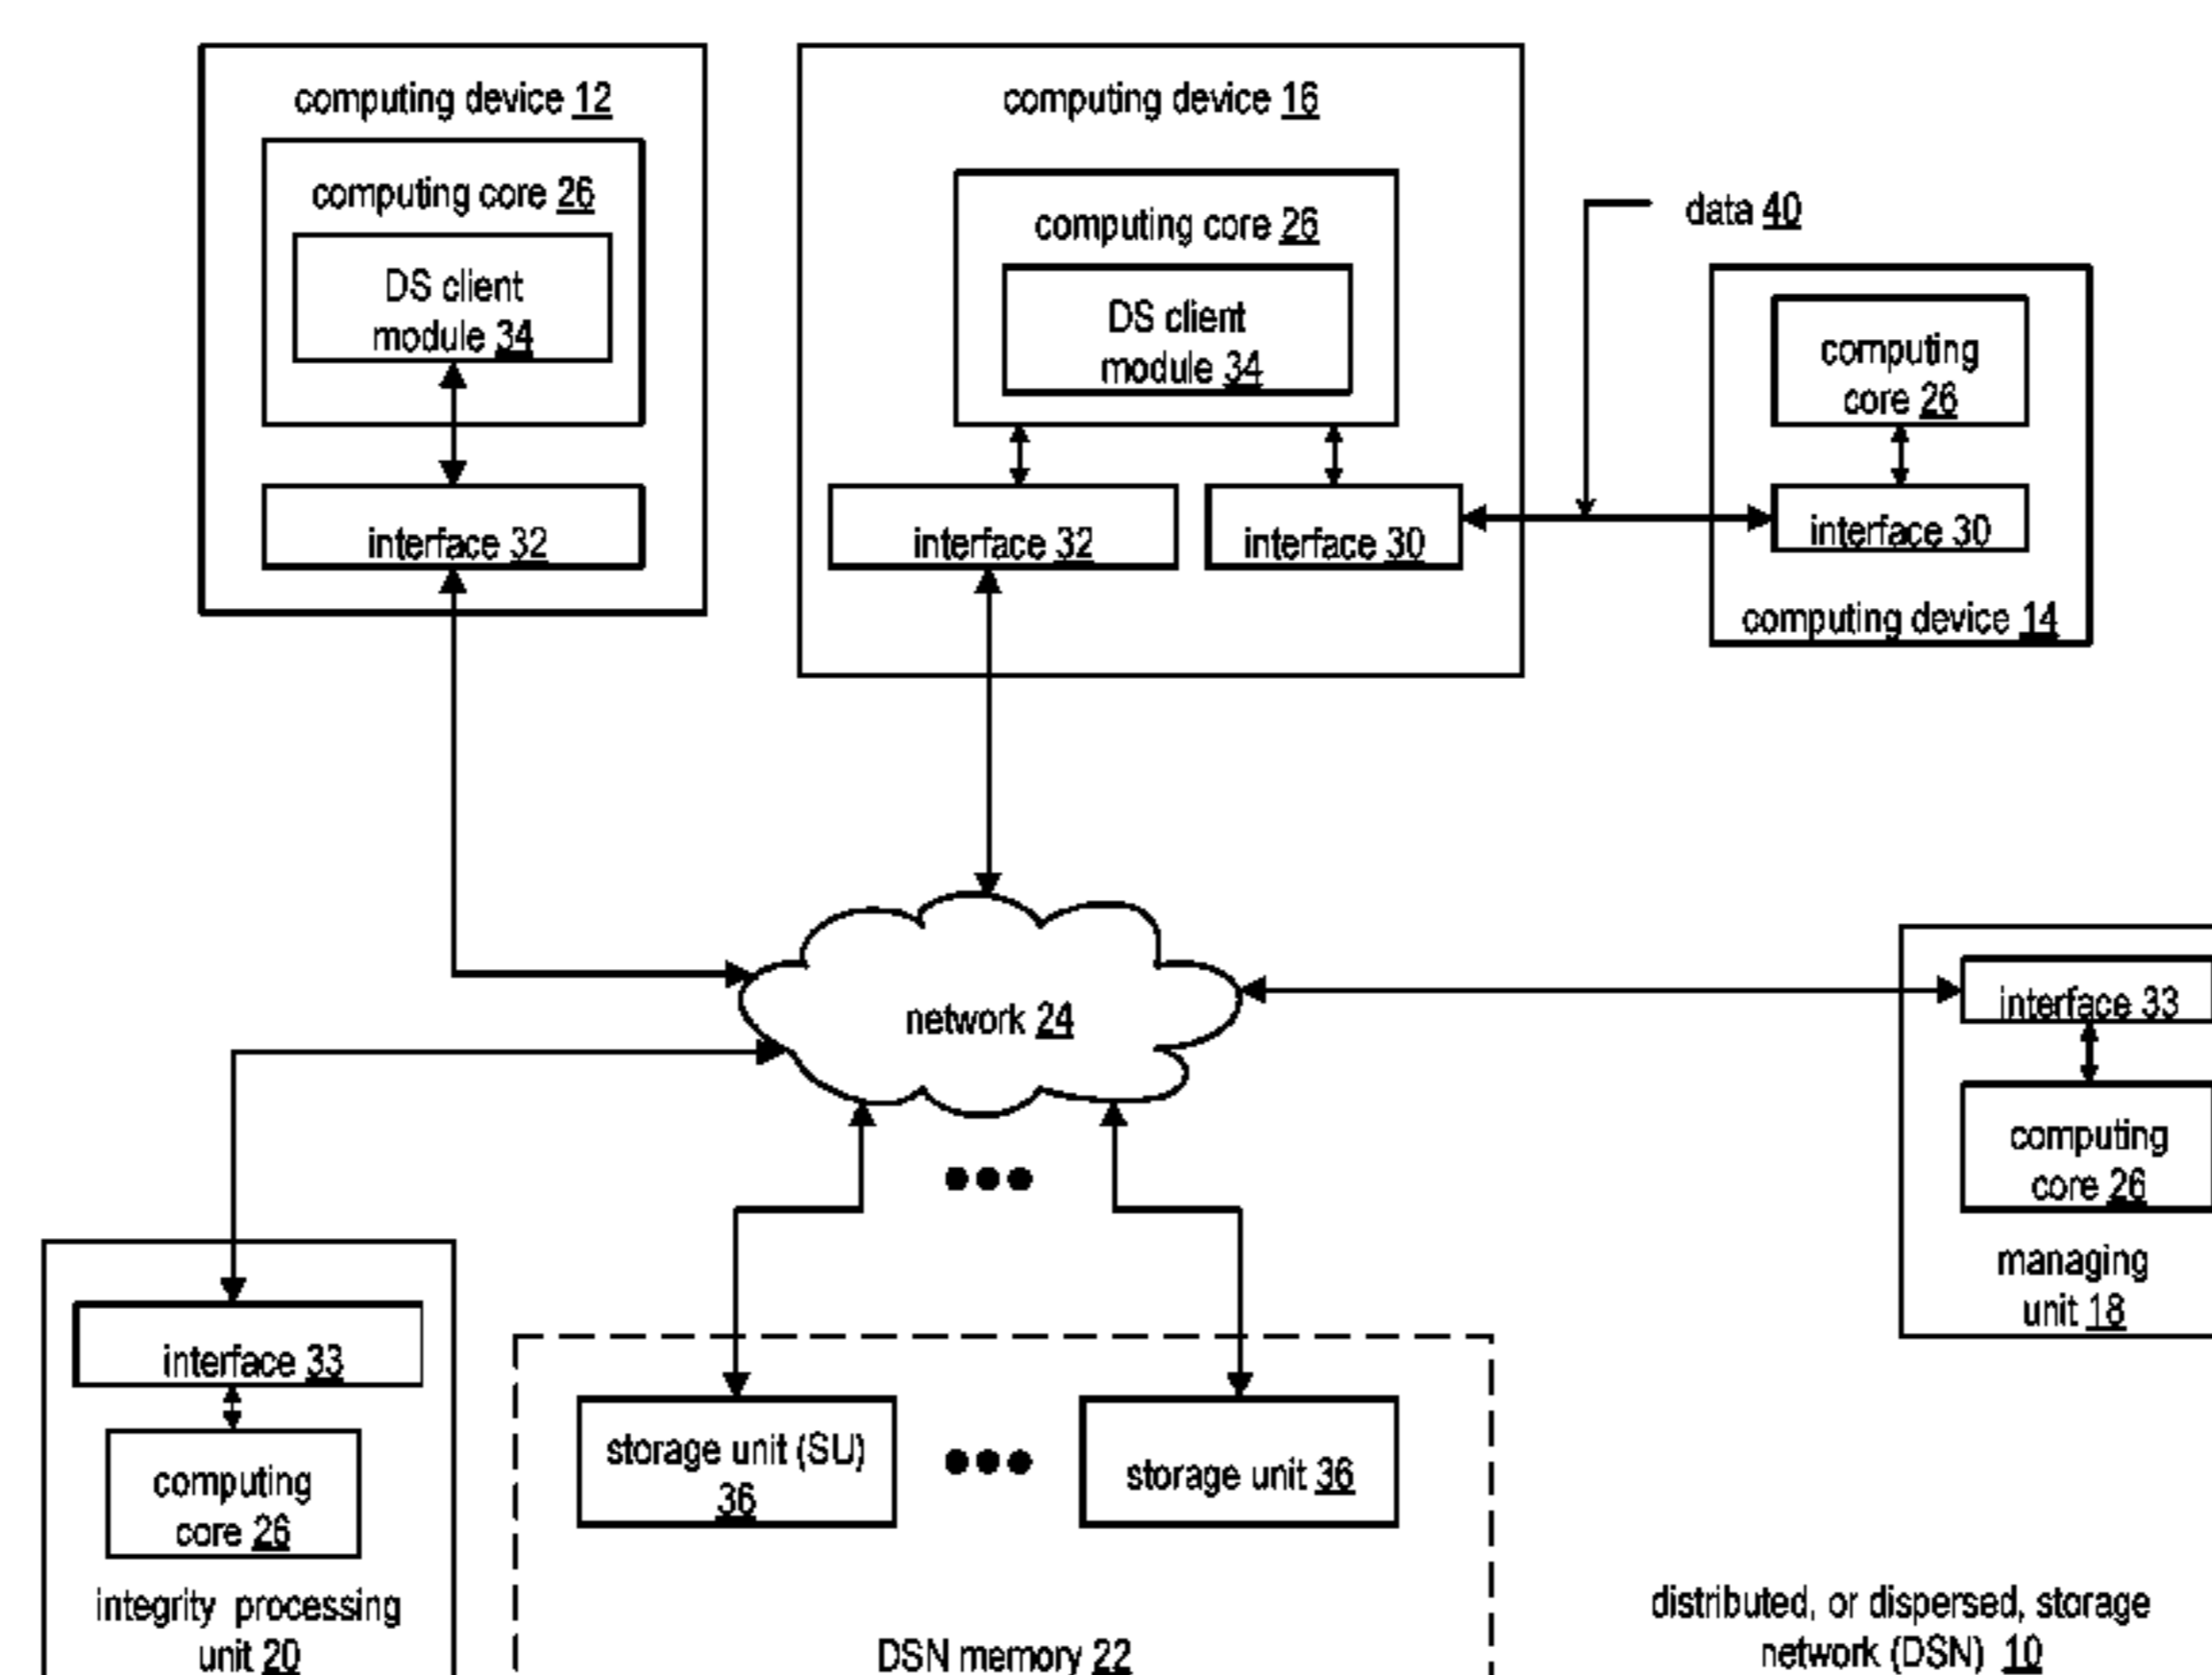 computing device 12
computing core 26
DS client
module 34
interface 32
computing device 16
computing core 26
DS client
module 34
interface 32
interface 30
data 40
computing
core 26
interface 30
computing device 14
network 24
interface 33
computing
core 26
managing
unit 18
interface 33
computing
core 26
integrity processing
unit 20
storage unit (SU)
36
storage unit 36
DSN memory 22
distributed, or dispersed, storage
network (DSN) 10